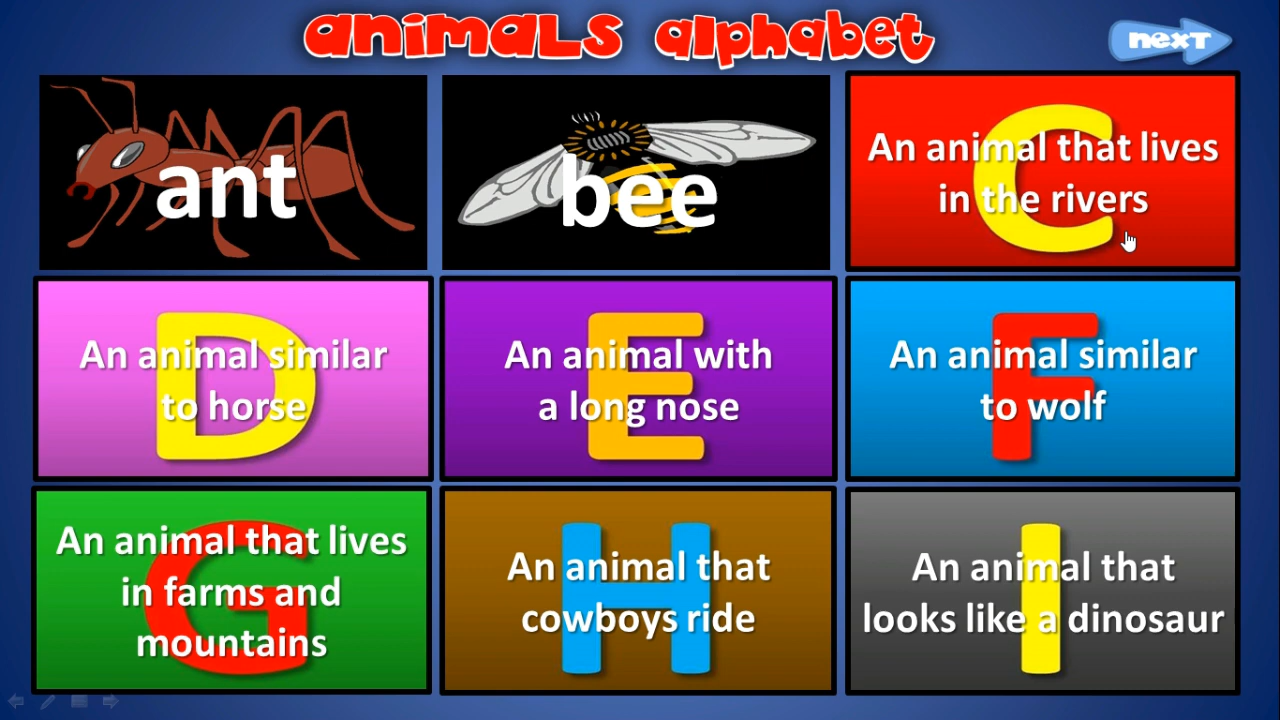 animals alphabet
next
ant
bee
C
An animal that lives
in the rivers
D
An animal similar
to horse
E
An animal with
a long nose
F
An animal similar
to wolf
G
An animal that lives
in farms and
mountains
H
An animal that
cowboys ride
I
An animal that
looks like a dinosaur